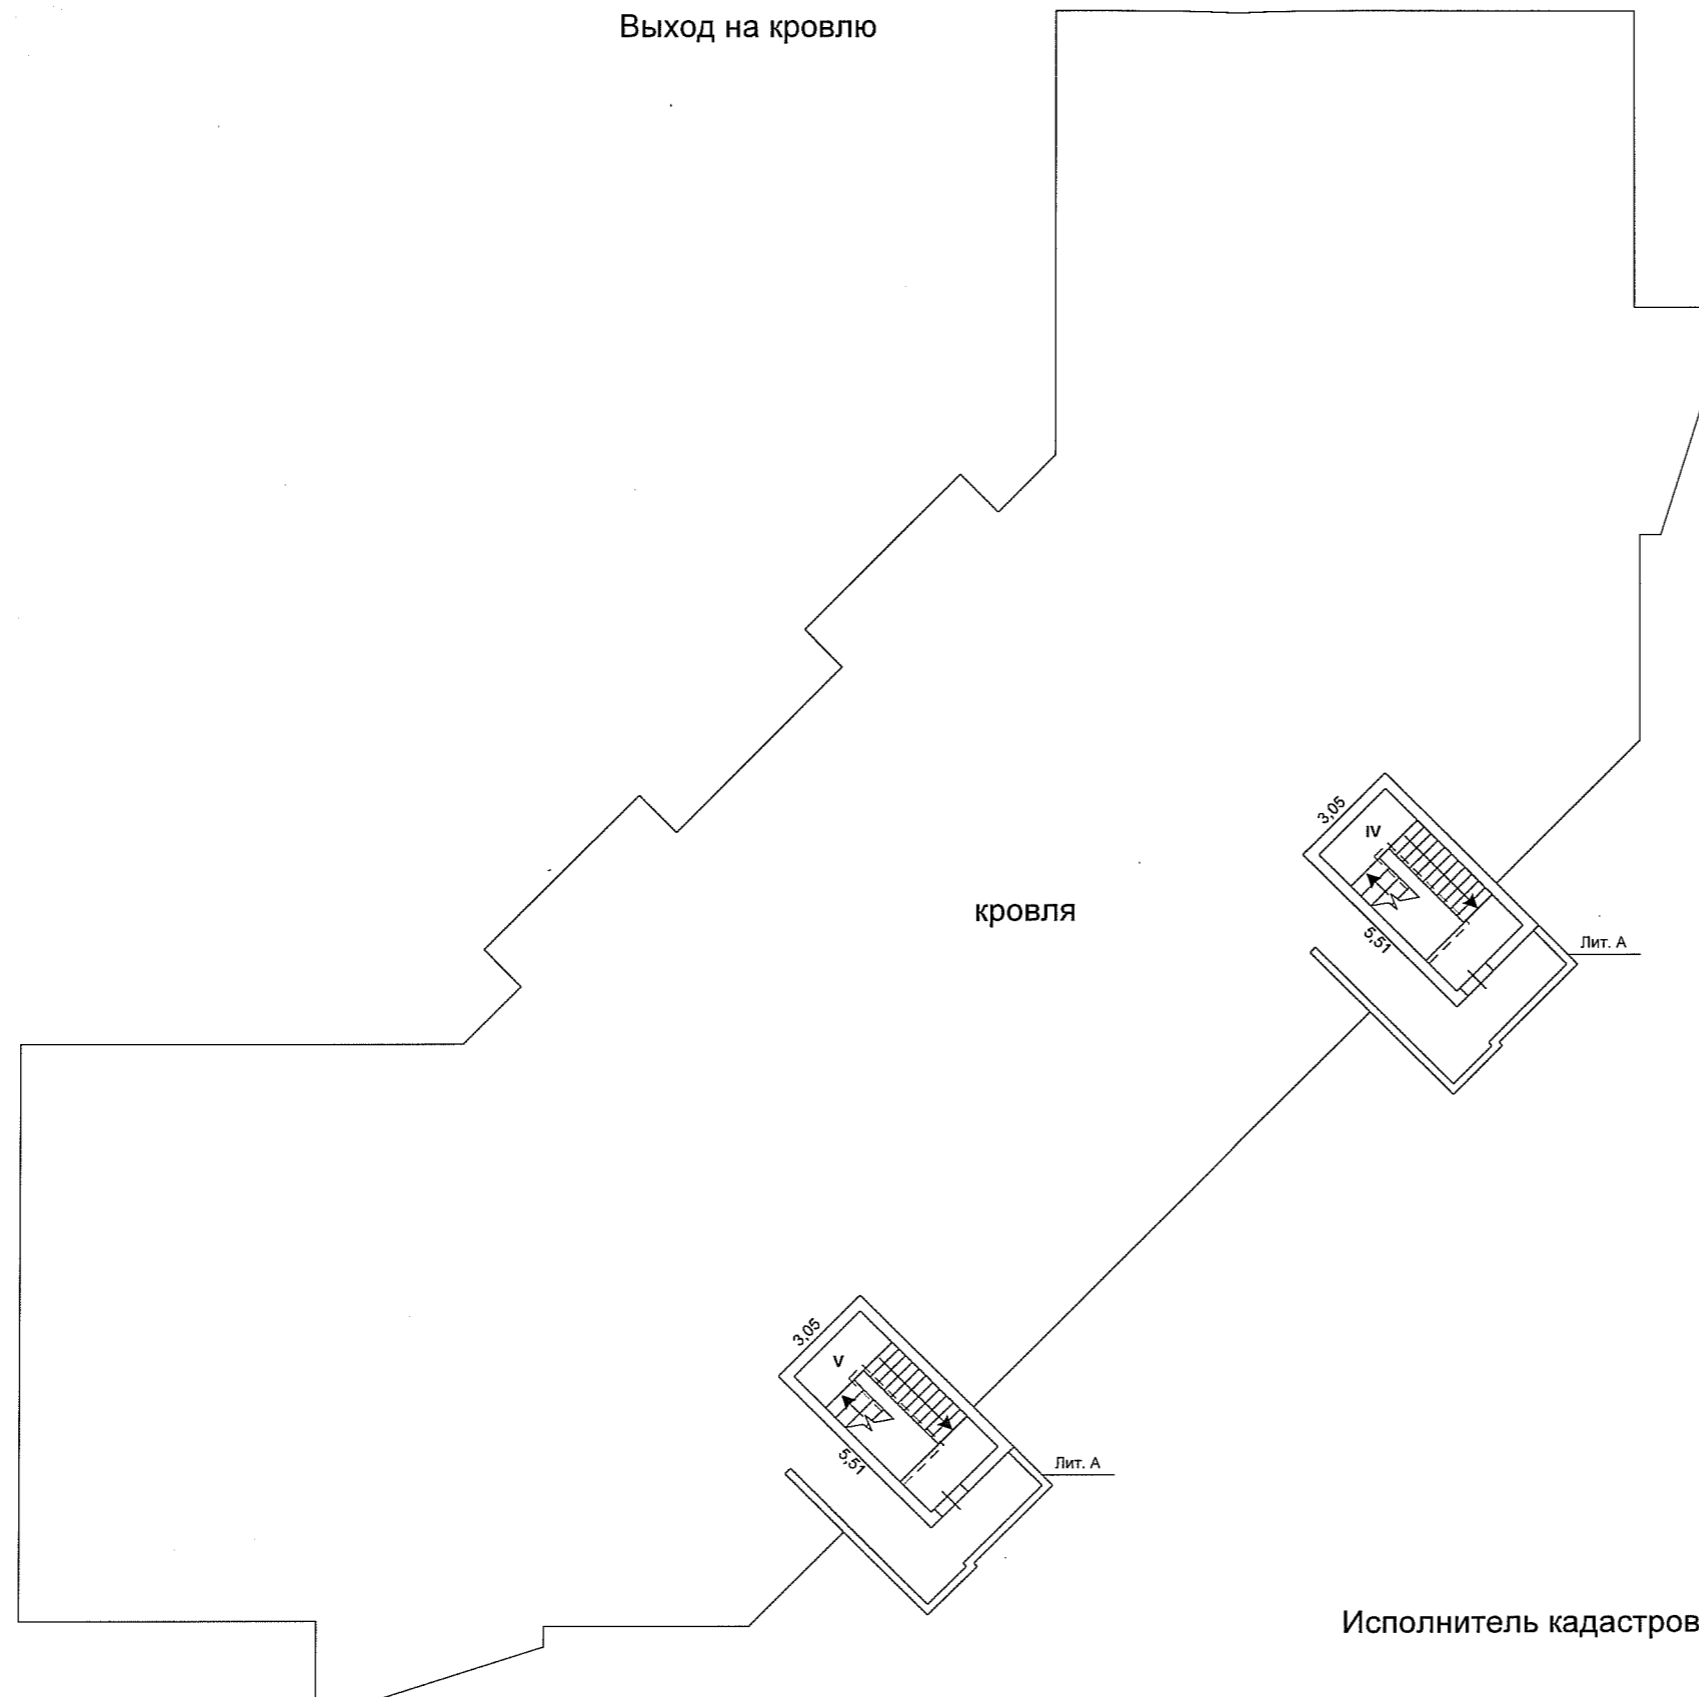 Выход на кровлю
3,05
IV
кровля
5,51
Лит. А
3,05
V
5,51
Лит. А
Исполнитель кадастров